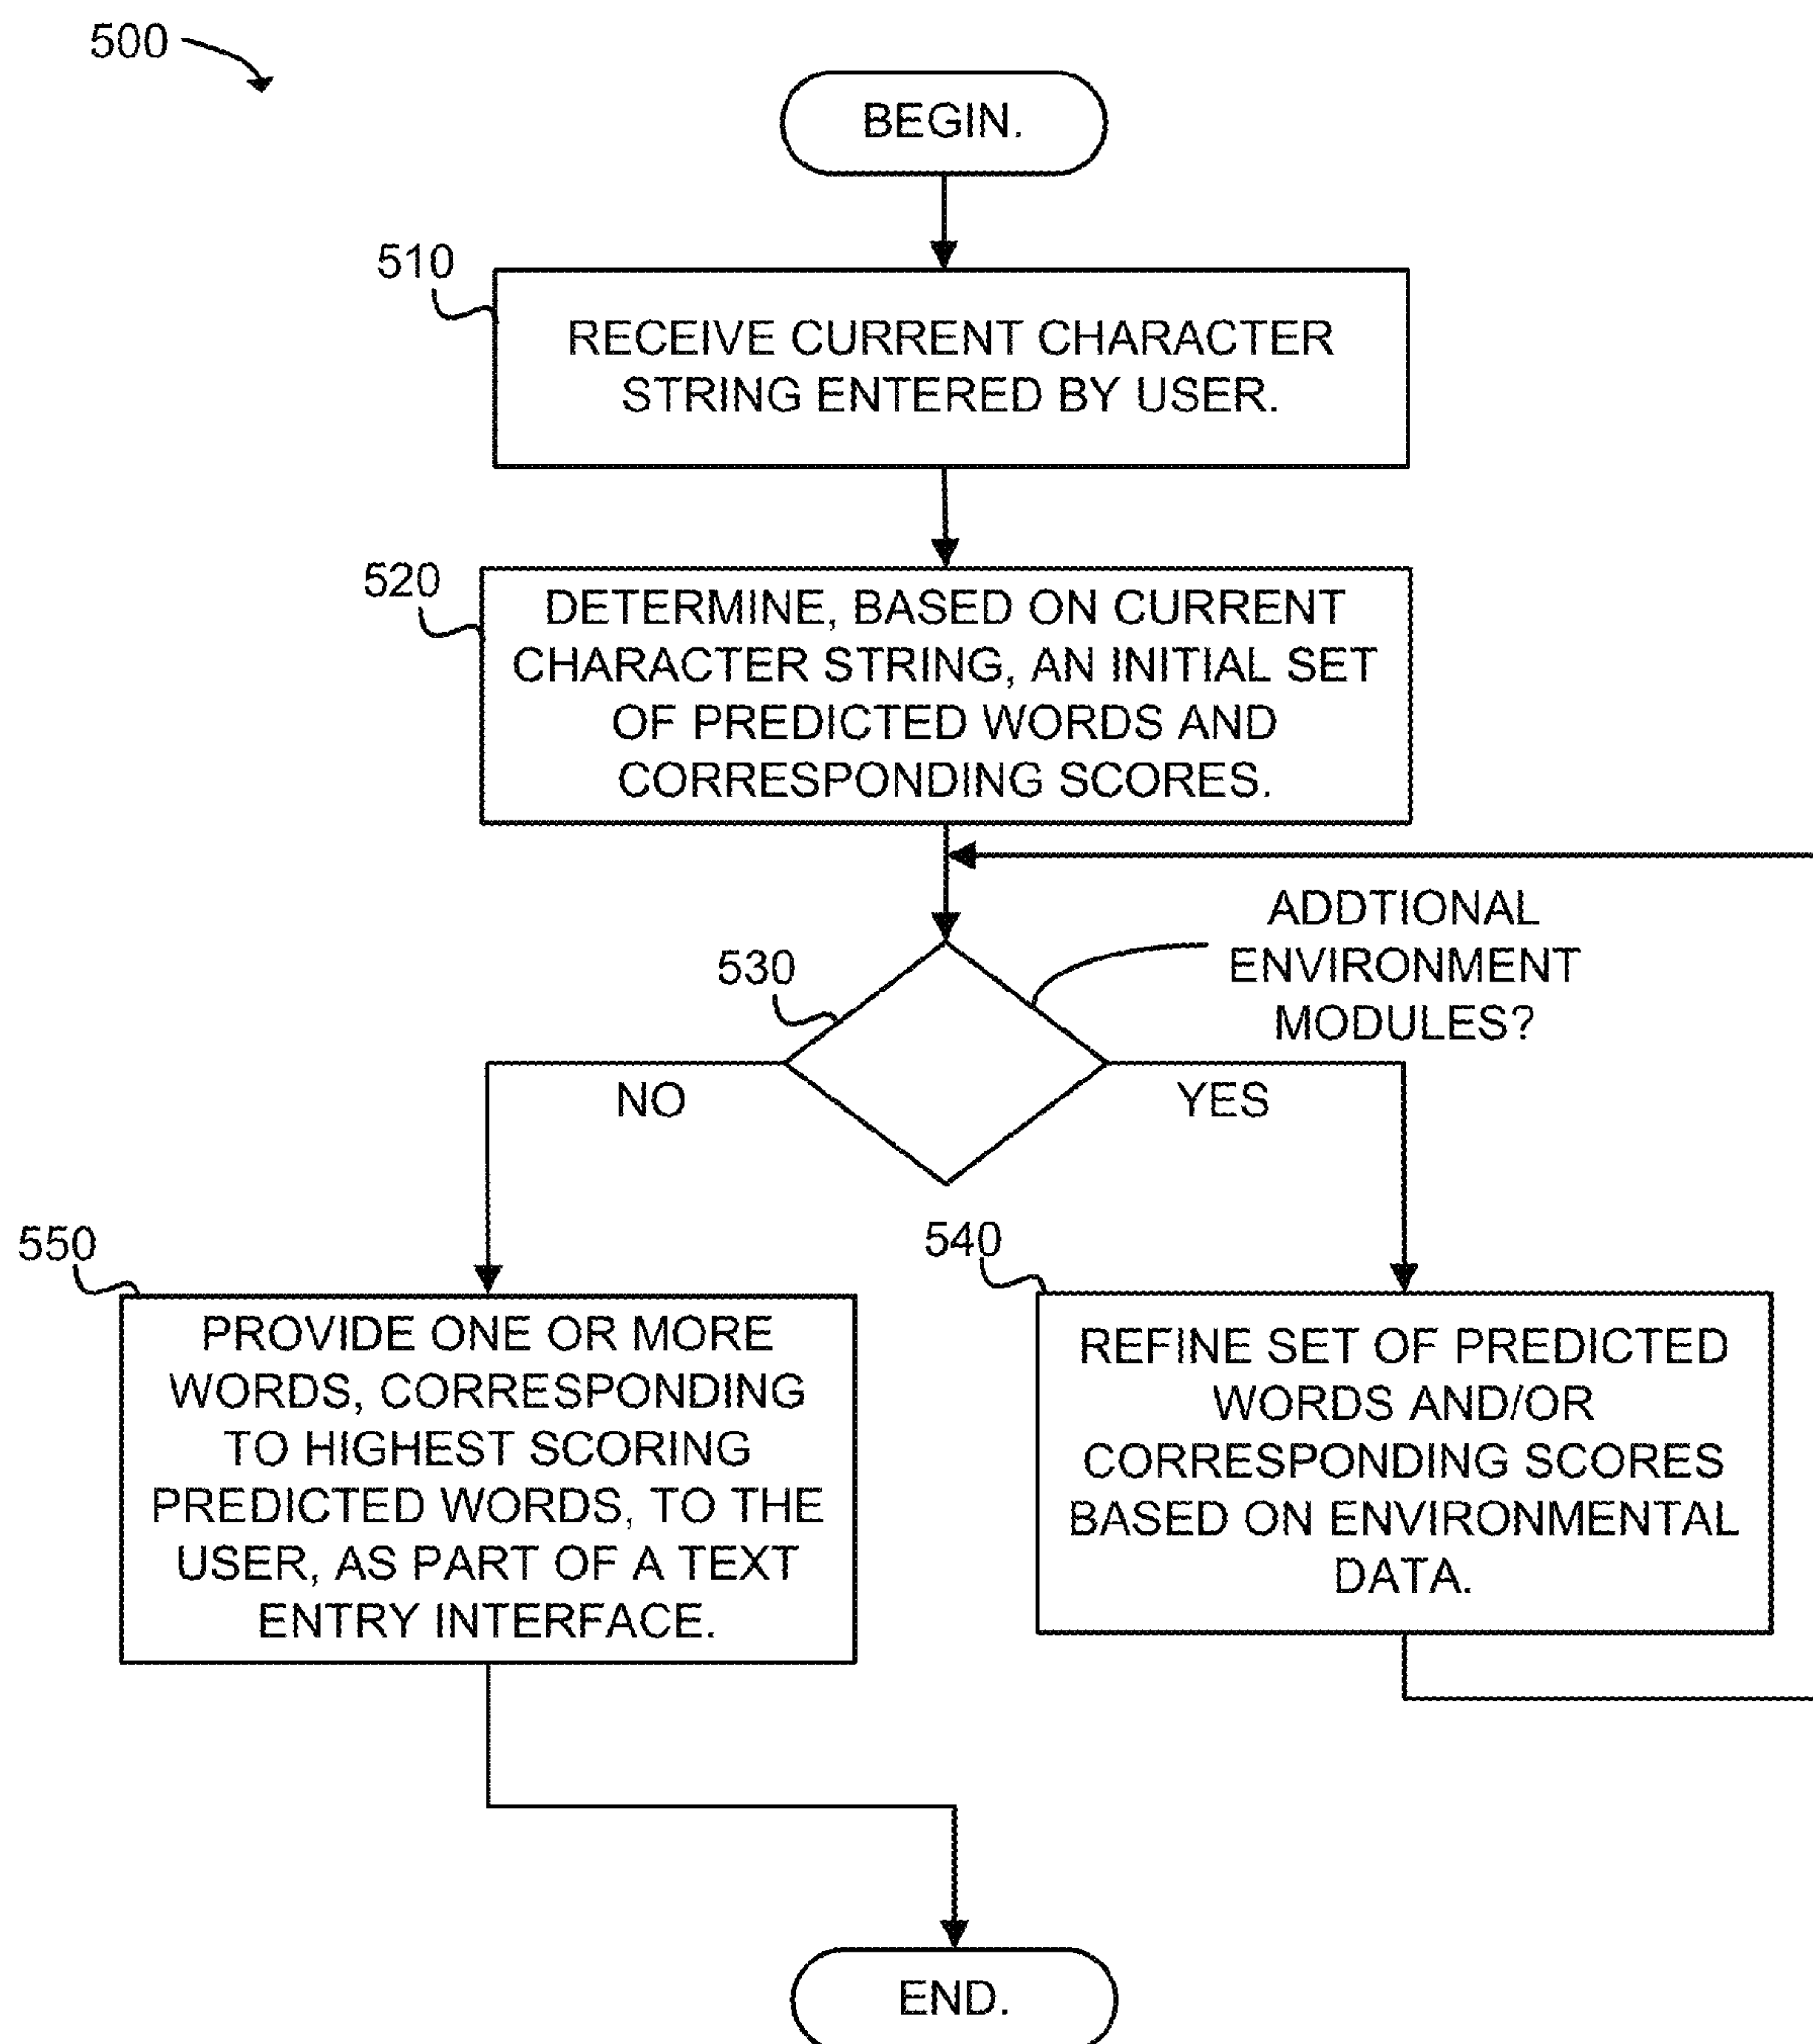 500
BEGIN.
510
RECEIVE CURRENT CHARACTER
STRING ENTERED BY USER.
520
DETERMINE, BASED ON CURRENT
CHARACTER STRING, AN INITIAL SET
OF PREDICTED WORDS AND
CORRESPONDING SCORES.
530
ADDTIONAL
ENVIRONMENT
MODULES?
NO
YES
550
PROVIDE ONE OR MORE
WORDS, CORRESPONDING
TO HIGHEST SCORING
PREDICTED WORDS, TO THE
USER, AS PART OF A TEXT
ENTRY INTERFACE.
540
REFINE SET OF PREDICTED
WORDS AND/OR
CORRESPONDING SCORES
BASED ON ENVIRONMENTAL
DATA.
END.